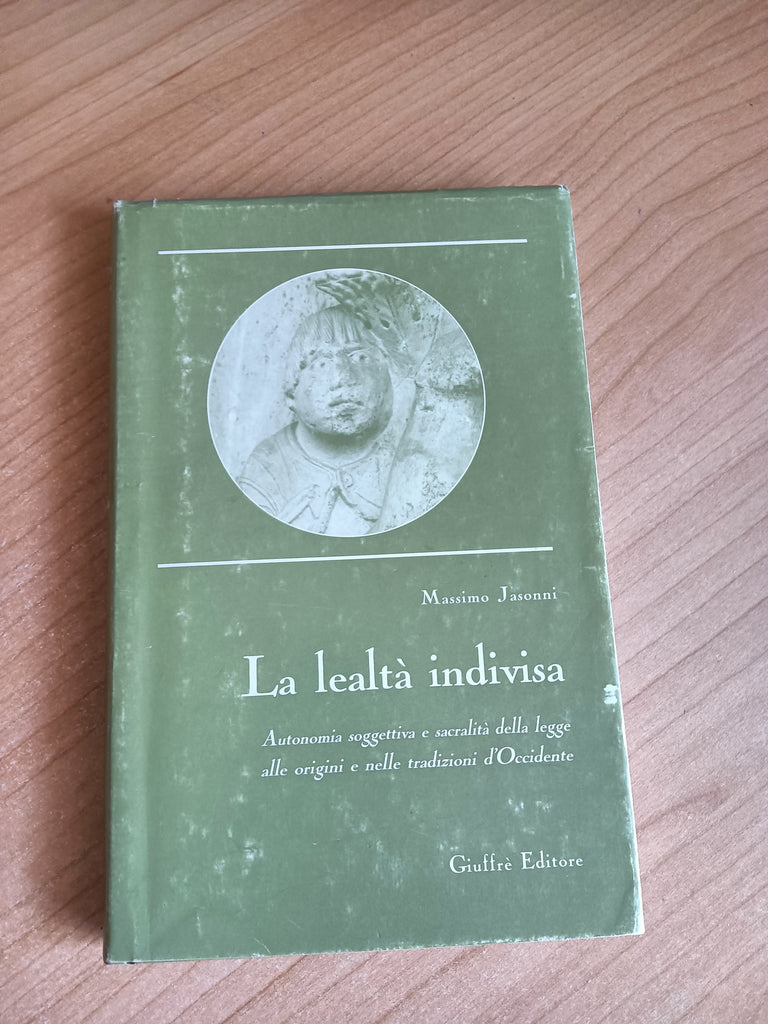 Massimo Jasonni
La lealtà indivisa
Autonomia soggettiva e sacralità della legge
alle origini e nelle tradizioni d'Occidente
Giuffrè Editore